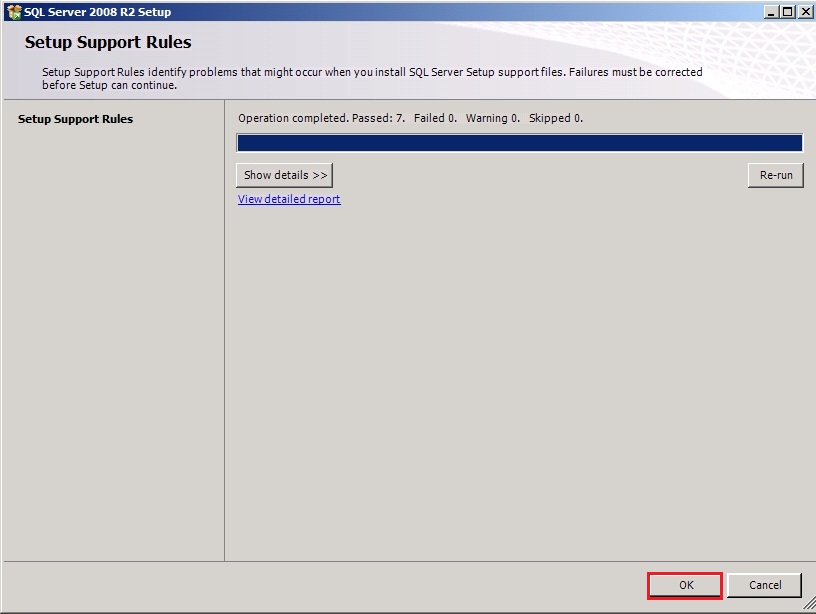 SQL Server 2008 R2 Setup
Setup Support Rules
Setup Support Rules identify problems that might occur when you install SQL Server Setup support files. Failures must be corrected
before Setup can continue.
Setup Support Rules
Operation completed. Passed: 7. Failed 0. Warning 0. Skipped 0.
Show details >>
Re-run
View detailed report
OK
Cancel